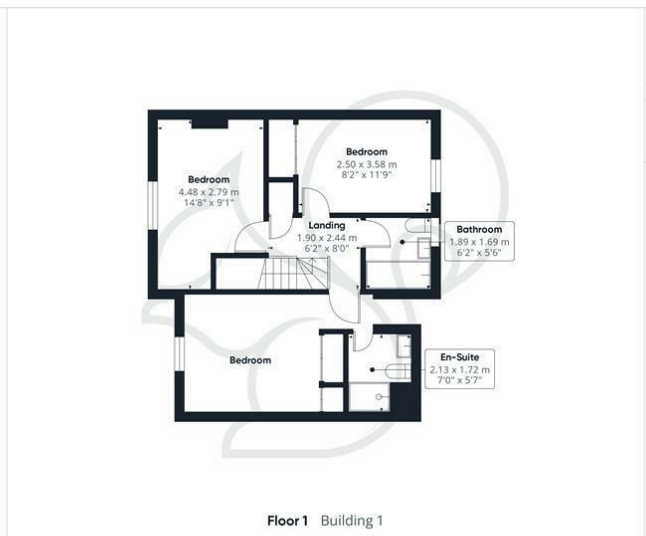 Bedroom
4.48 x 2.79 m
14'8" x 9'1"
Bedroom
2.50 x 3.58 m
8'2" x 11'9"
Landing
1.90 x 2.44 m
6'2" x 8'0"
Bathroom
1.89 x 1.69 m
6'2" x 5'6"
Bedroom
En-Suite
2.13 x 1.72 m
7'0" x 5'7"
Floor 1 Building 1